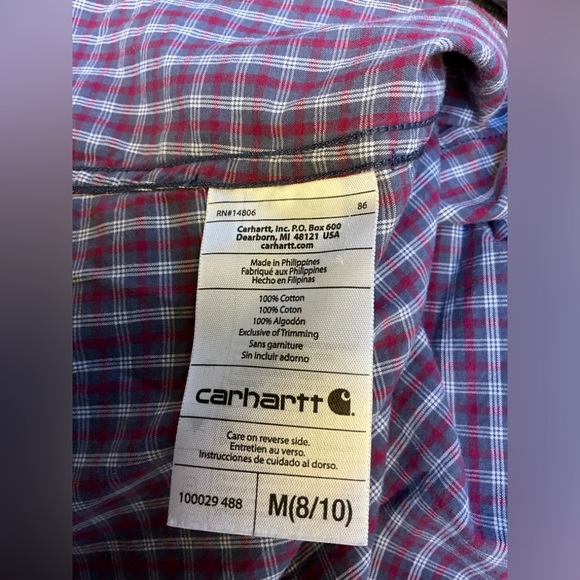 RN#14806 86
Carhartt, Inc. P.O. Box 600
Dearborn, MI 48121 USA
carhartt.com
Made in Philippines
Fabriqué aux Philippines
Hecho en Filipinas
100% Cotton
100% Coton
100% Algodón
Exclusive of Trimming
Sans garniture
Sin incluir adorno
carhartt
Care on reverse side.
Entretien au verso.
Instrucciones de cuidado al dorso.
100029 488 M(8/10)